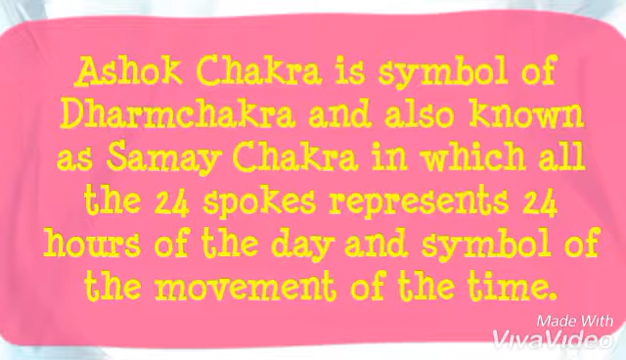 Ashok Chakra is symbol of
Dharmchakra and also known
as Samay Chakra in which all
the 24 spokes represents 24
hours of the day and symbol of
the movement of the time.
Made With
VivaVideo